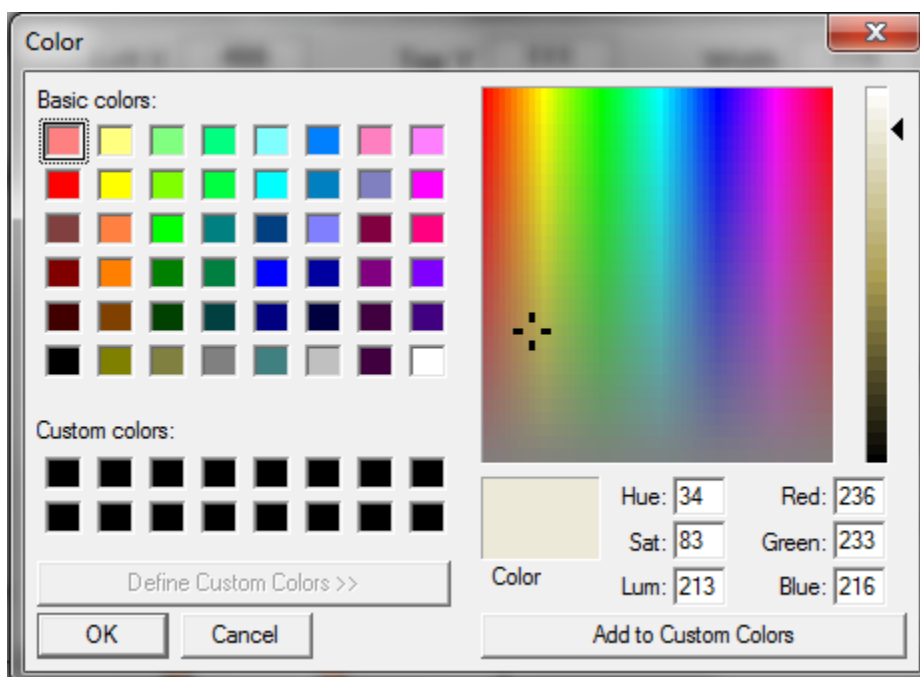 Color
Basic colors:
Custom colors:
Define Custom Colors >>
OK Cancel
Color
Hue: 34 Red: 236
Sat: 83 Green: 233
Lum: 213 Blue: 216
Add to Custom Colors